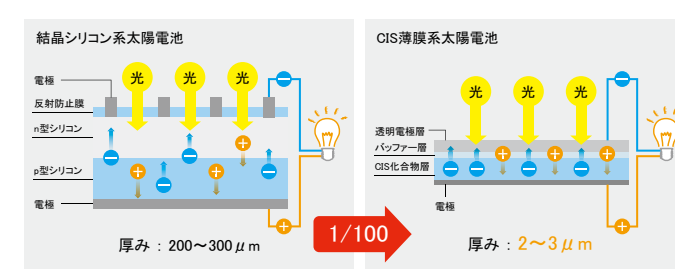 結晶シリコン系太陽電池
光 光 光
電極
反射防止膜
n型シリコン
p型シリコン
電極
厚み : 200～300μm
1/100
CIS薄膜系太陽電池
光 光 光
透明電極層
バッファー層
CIS化合物層
電極
厚み : 2～3μm